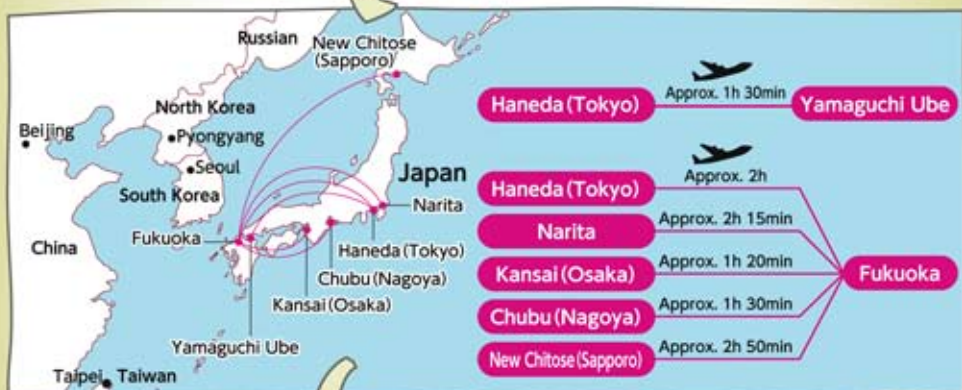 Russian
New Chitose
(Sapporo)
North Korea
Beijing
Pyongyang
Seoul
South Korea
Japan
Narita
China
Fukuoka
Haneda(Tokyo)
Chubu(Nagoya)
Kansai(Osaka)
Yamaguchi Ube
Taipei
Taiwan
Haneda(Tokyo)
Approx. 1h 30min
Yamaguchi Ube
Haneda(Tokyo)
Approx. 2h
Narita
Approx. 2h 15min
Kansai(Osaka)
Approx. 1h 20min
Fukuoka
Chubu(Nagoya)
Approx. 1h 30min
New Chitose(Sapporo)
Approx. 2h 50min